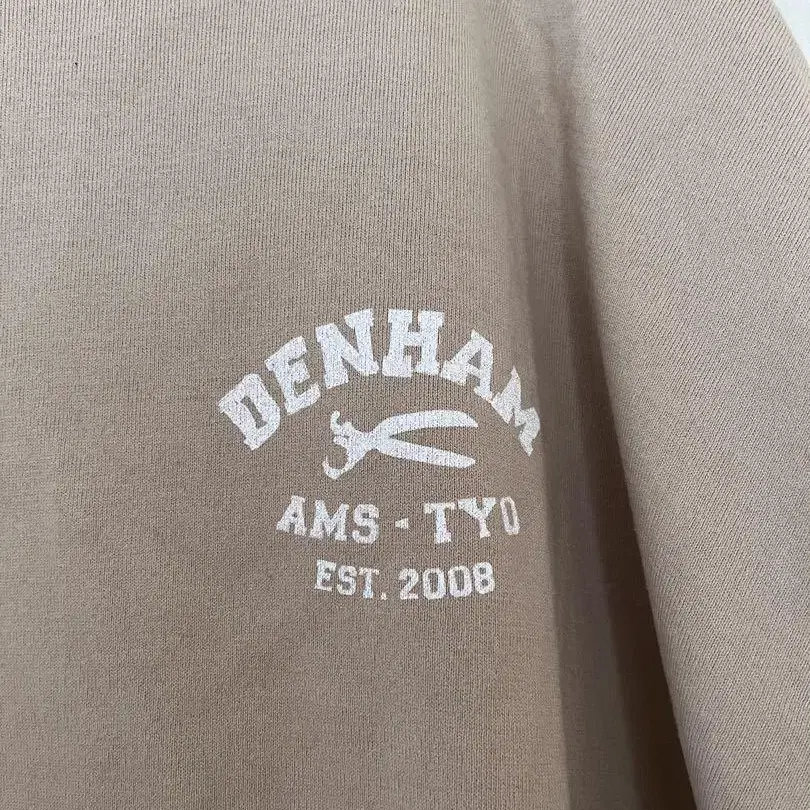 DENHAM
AMS - TYO
EST. 2008